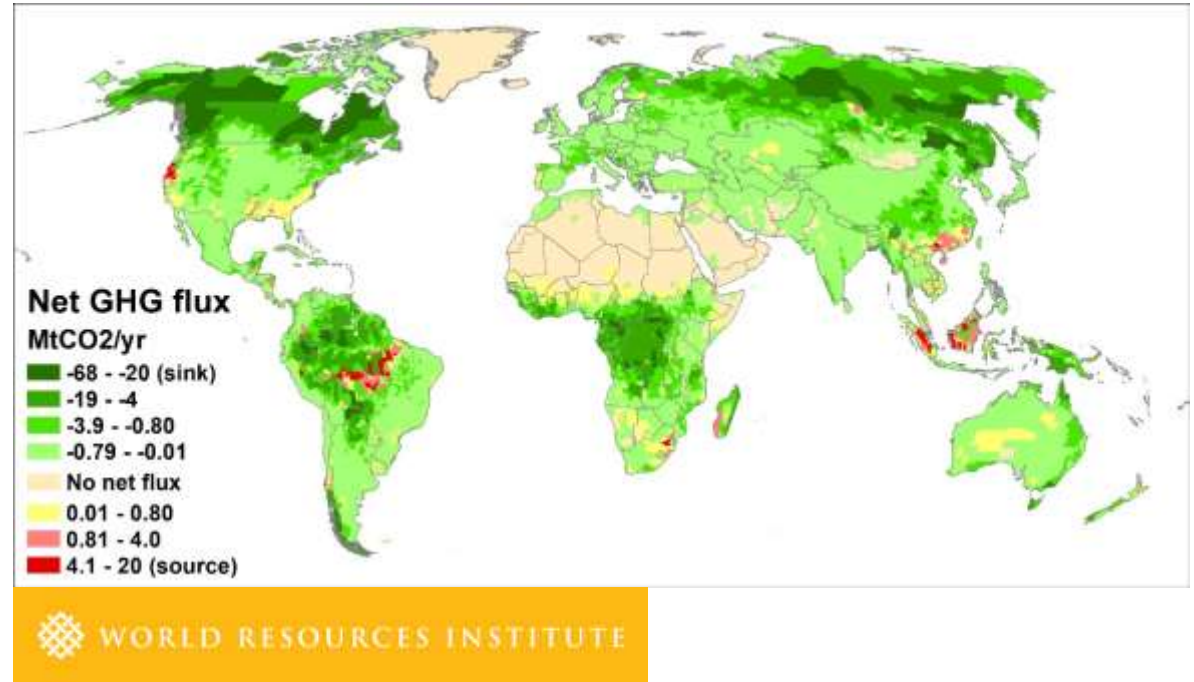 Net GHG flux
MtCO2/yr
-68 - -20 (sink)
-19 - -4
-3.9 - -0.80
-0.79 - -0.01
No net flux
0.01 - 0.80
0.81 - 4.0
4.1 - 20 (source)
WORLD RESOURCES INSTITUTE